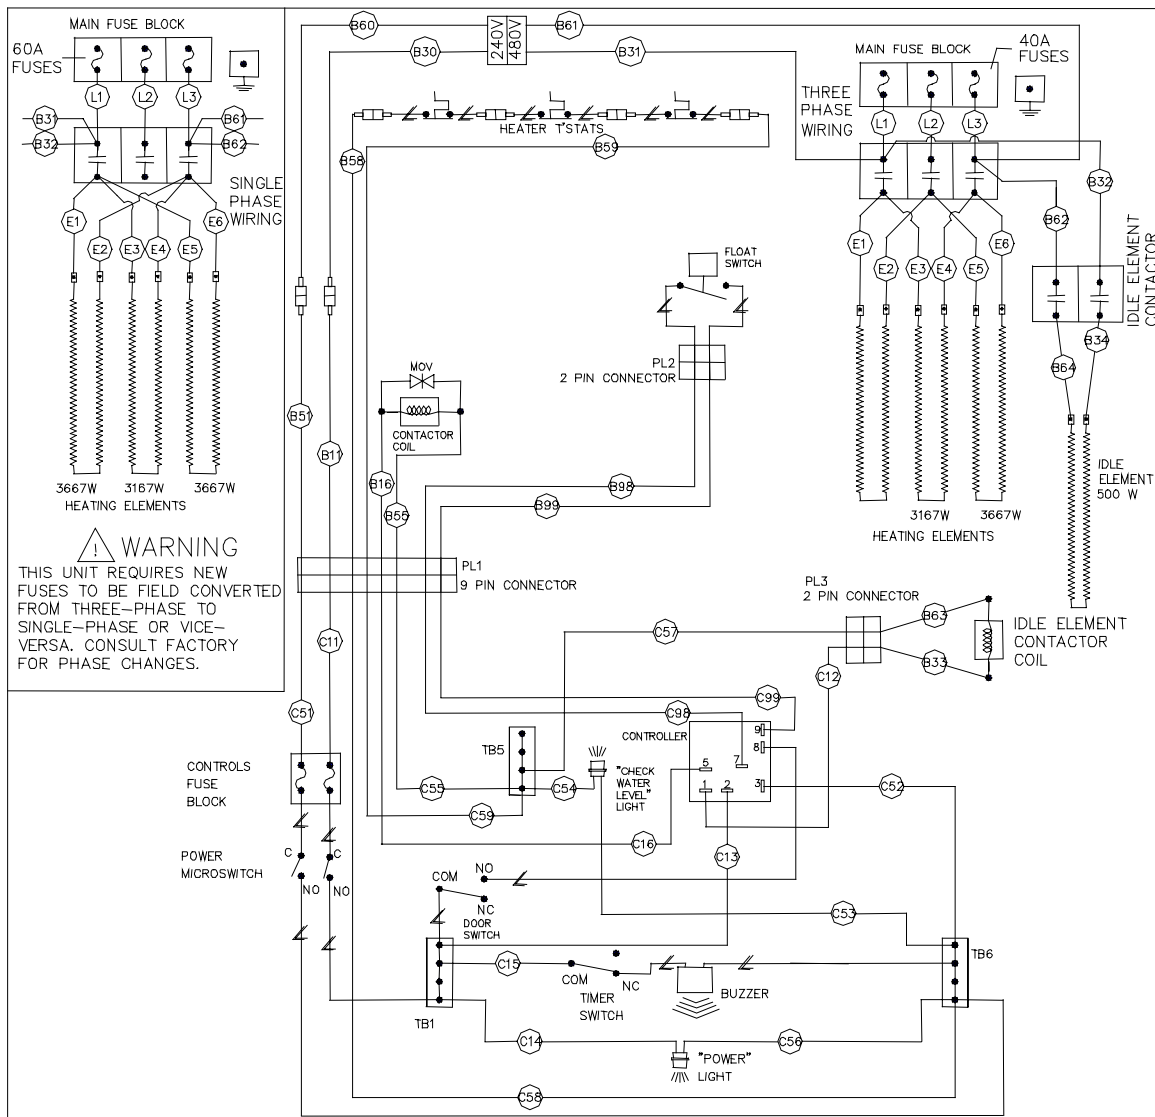 MAIN FUSE BLOCK
60A
FUSES
L1
L2
L3
B31
B32
B61
B62
SINGLE
PHASE
WIRING
E1
E2
E3
E4
E5
E6
3667W
3167W
3667W
HEATING ELEMENTS
WARNING
THIS UNIT REQUIRES NEW
FUSES TO BE FIELD CONVERTED
FROM THREE-PHASE TO
SINGLE-PHASE OR VICE-
VERSA. CONSULT FACTORY
FOR PHASE CHANGES.
B60
B30
240V
480V
B61
B31
HEATER T'STATS
B58
B59
MAIN FUSE BLOCK
40A
FUSES
THREE
PHASE
WIRING
L1
L2
L3
B32
B62
E1
E2
E3
E4
E5
E6
IDLE ELEMENT
CONTACTOR
B64
B34
3167W
3667W
HEATING ELEMENTS
IDLE
ELEMENT
500 W
FLOAT
SWITCH
PL2
2 PIN CONNECTOR
MOV
CONTACTOR
COIL
B51
B11
B16
B55
B98
B99
PL1
9 PIN CONNECTOR
PL3
2 PIN CONNECTOR
B63
B33
IDLE ELEMENT
CONTACTOR
COIL
C57
C11
C12
C51
C99
C98
CONTROLS
FUSE
BLOCK
TB5
"CHECK
WATER
LEVEL"
LIGHT
CONTROLLER
9
8
5
7
1
2
3
C55
C54
C52
C59
C16
C13
POWER
MICROSWITCH
C
C
NO
NO
COM
NO
NC
DOOR
SWITCH
C53
C15
COM
NC
TIMER
SWITCH
BUZZER
TB6
TB1
C14
C56
"POWER"
LIGHT
C58